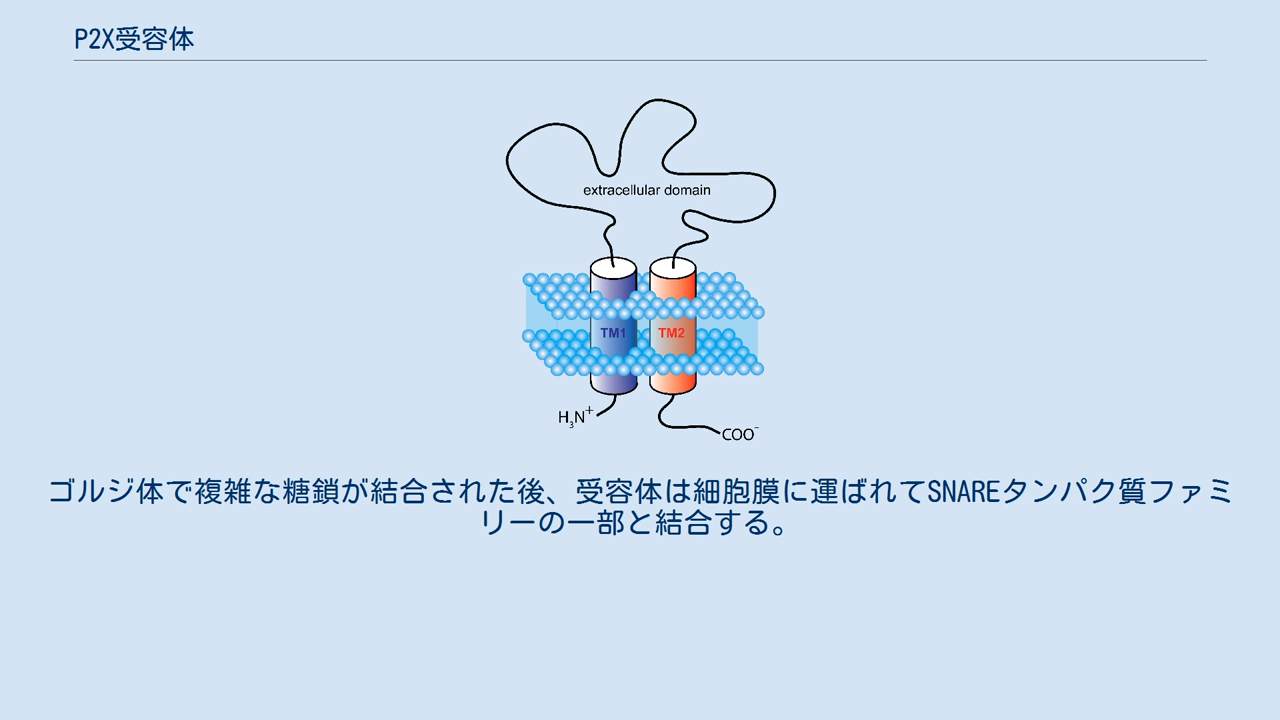 P2X受容体
extracellular domain
TM1 TM2
H3N+
COO-
ゴルジ体で複雑な糖鎖が結合された後、受容体は細胞膜に運ばれてSNAREタンパク質ファミ
リーの一部と結合する。